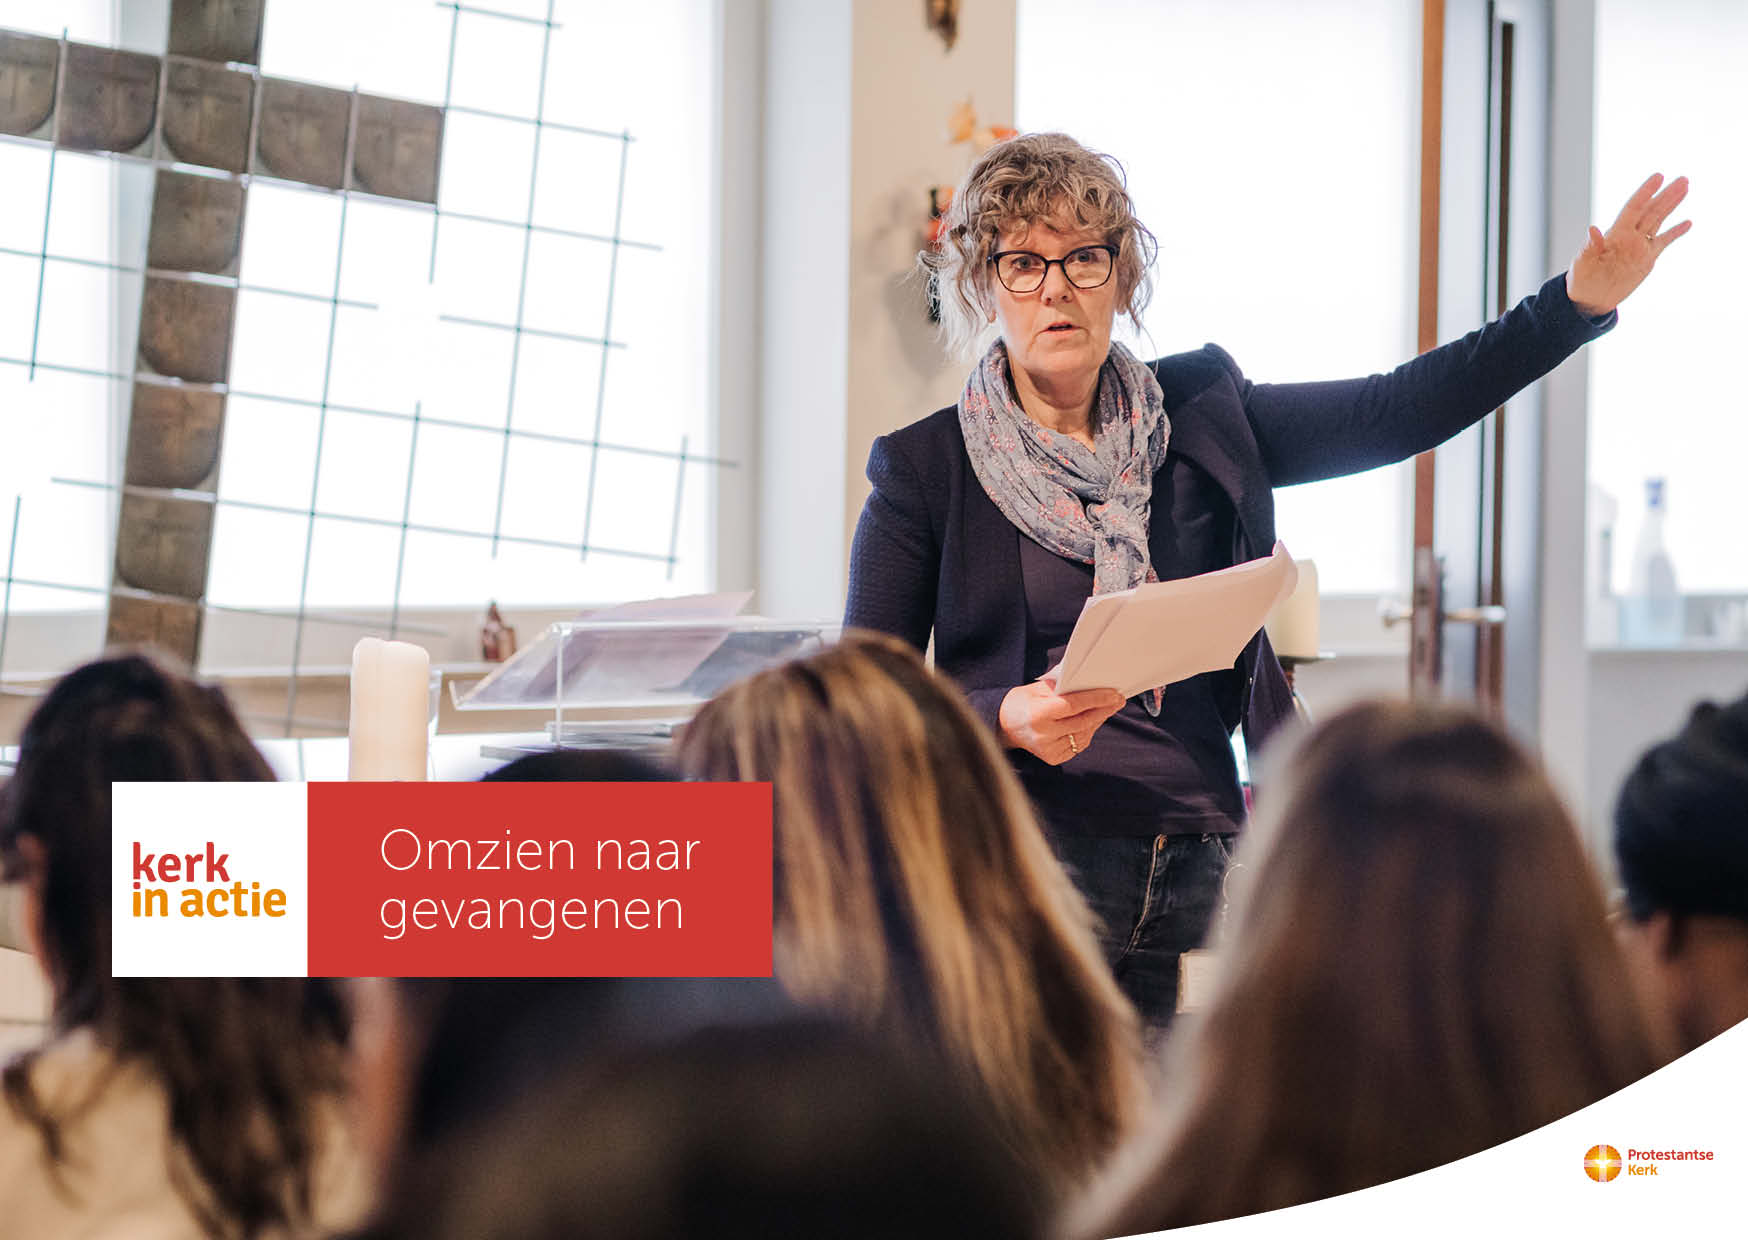 kerk
in actie
Omzien naar
gevangenen
Protestantse
Kerk